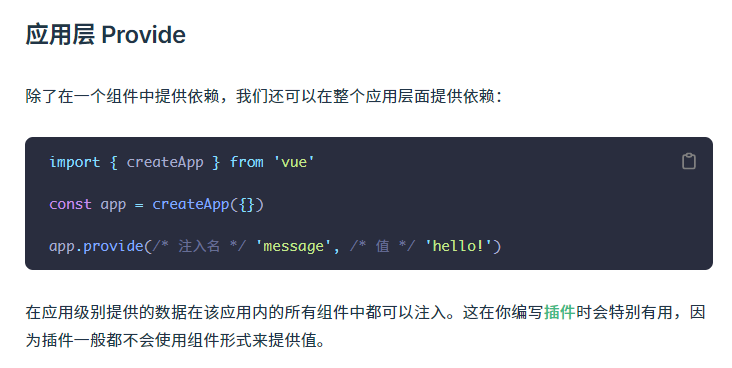 应用层 Provide
除了在一个组件中提供依赖，我们还可以在整个应用层面提供依赖：
import { createApp } from 'vue'
const app = createApp({})
app.provide(/* 注入名 */ 'message', /* 值 */ 'hello!')
在应用级别提供的数据在该应用内的所有组件中都可以注入。这在你编写插件时会特别有用，因
为插件一般都不会使用组件形式来提供值。